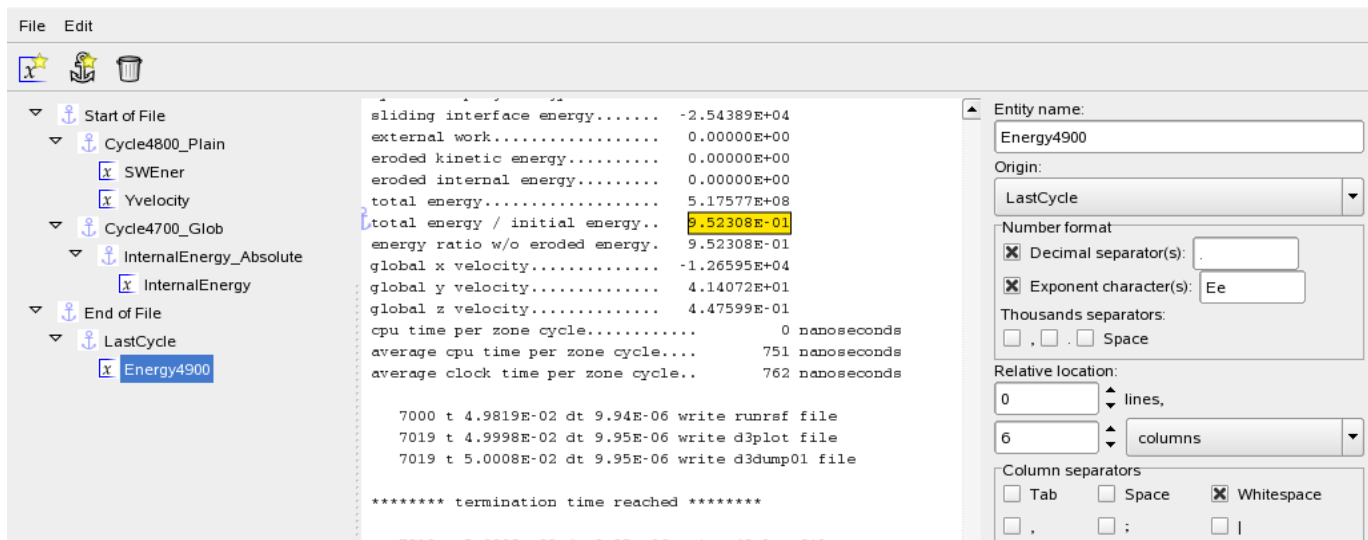 File Edit
Start of File
Cycle4800_Plain
SWEner
Yvelocity
Cycle4700_Glob
InternalEnergy_Absolute
InternalEnergy
End of File
LastCycle
Energy4900
sliding interface energy....... -2.54389E+04
external work.................. 0.00000E+00
eroded kinetic energy.......... 0.00000E+00
eroded internal energy......... 0.00000E+00
total energy................... 5.17577E+08
total energy / initial energy.. 9.52308E-01
energy ratio w/o eroded energy. 9.52308E-01
global x velocity.............. -1.26595E+04
global y velocity.............. 4.14072E+01
global z velocity.............. 4.47599E-01
cpu time per zone cycle............ 0 nanoseconds
average cpu time per zone cycle.... 751 nanoseconds
average clock time per zone cycle.. 762 nanoseconds
7000 t 4.9819E-02 dt 9.94E-06 write runrsf file
7019 t 4.9998E-02 dt 9.95E-06 write d3plot file
7019 t 5.0008E-02 dt 9.95E-06 write d3dump01 file
******** termination time reached ********
Entity name:
Energy4900
Origin:
LastCycle
Number format
Decimal separator(s): .
Exponent character(s): Ee
Thousands separators:
, . Space
Relative location:
0 lines,
6 columns
Column separators
Tab Space Whitespace
, ; |